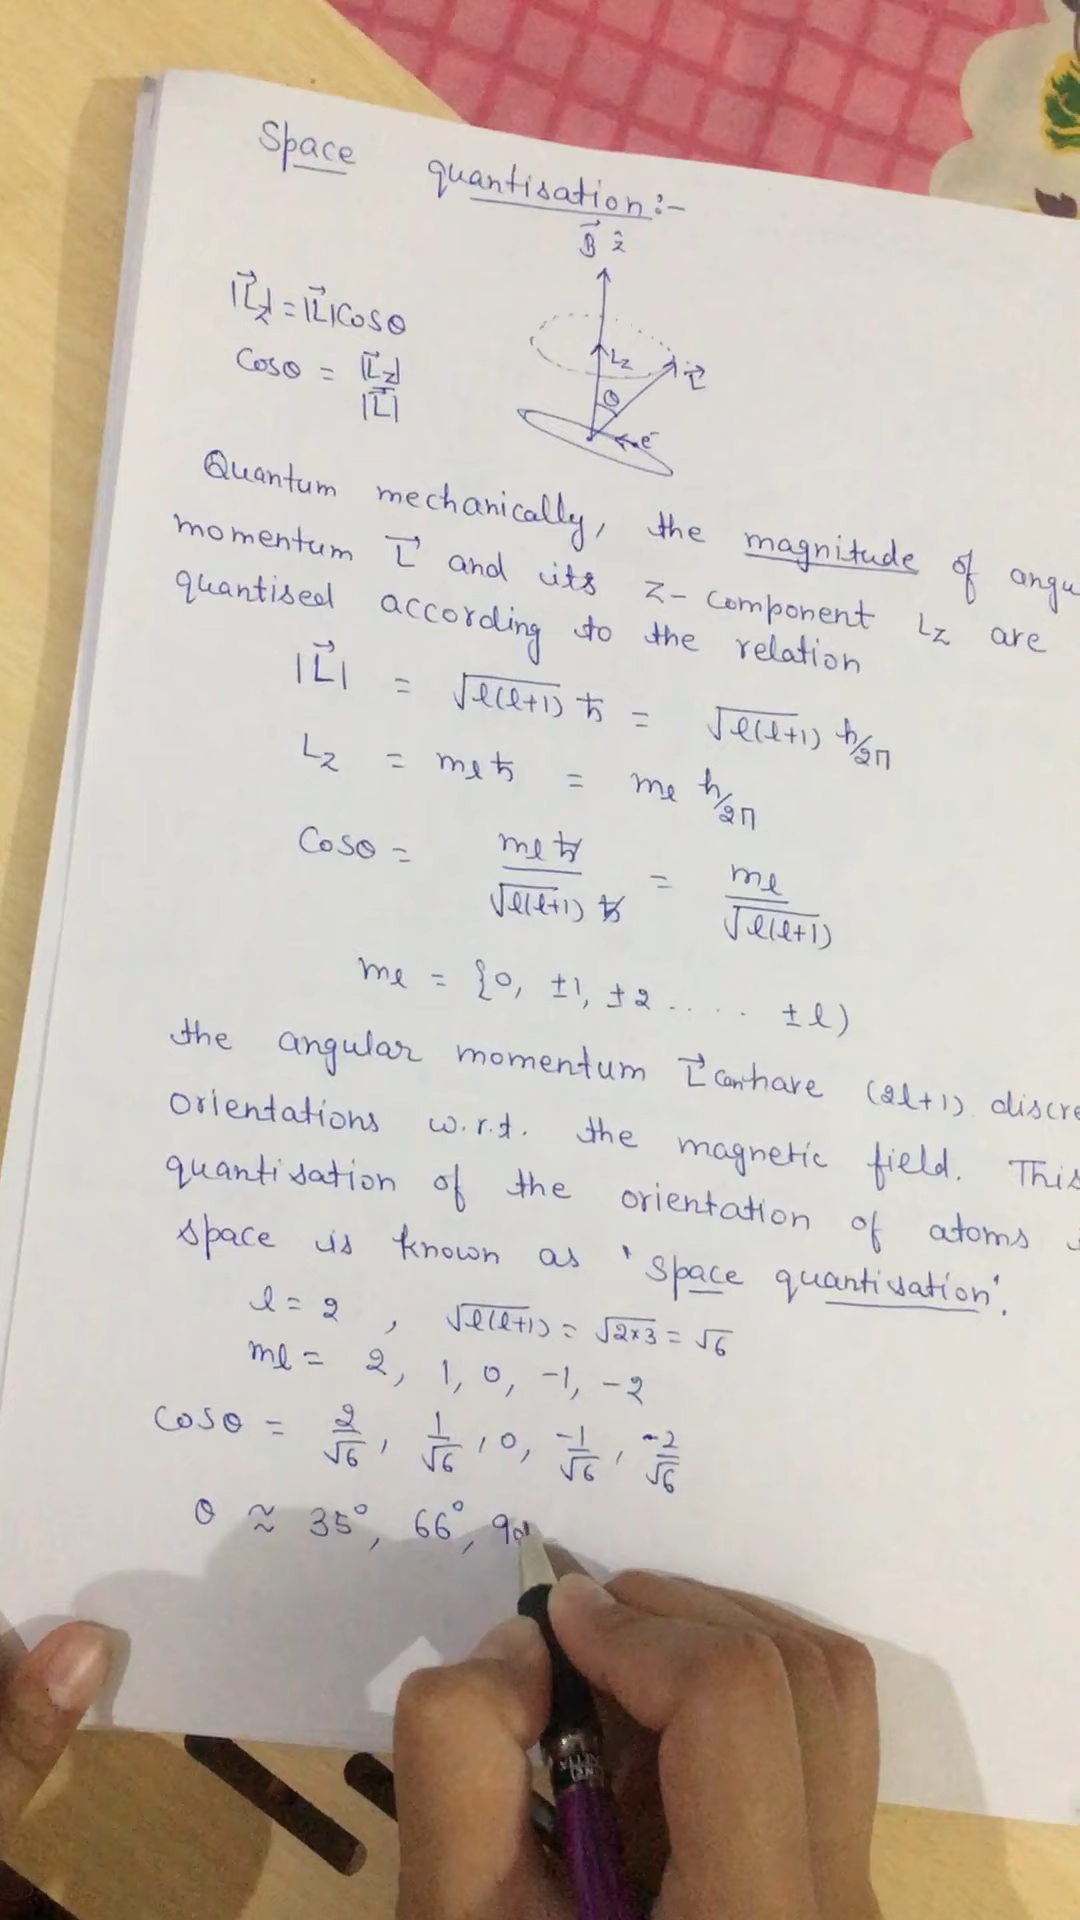 Space quantisation:-
B⃗ ẑ
|L⃗z| = |L⃗|Cosθ
Cosθ = |L⃗z| / |L⃗|
Lz
L⃗
θ
e⁻
Quantum mechanically, the magnitude of angu
momentum L⃗ and its Z-component Lz are
quantised according to the relation
|L⃗| = √l(l+1) ħ = √l(l+1) h/2π
Lz = ml ħ = ml h/2π
Cosθ = ml ħ / √l(l+1) ħ = ml / √l(l+1)
ml = {0, ±1, ±2 ..... ±l)
the angular momentum L⃗ can have (2l+1) discre
orientations w.r.t. the magnetic field. This
quantisation of the orientation of atoms
space is known as 'space quantisation'.
l = 2 , √l(l+1) = √2×3 = √6
ml = 2, 1, 0, -1, -2
Cosθ = 2/√6, 1/√6, 0, -1/√6, -2/√6
θ ≈ 35°, 66°, 90